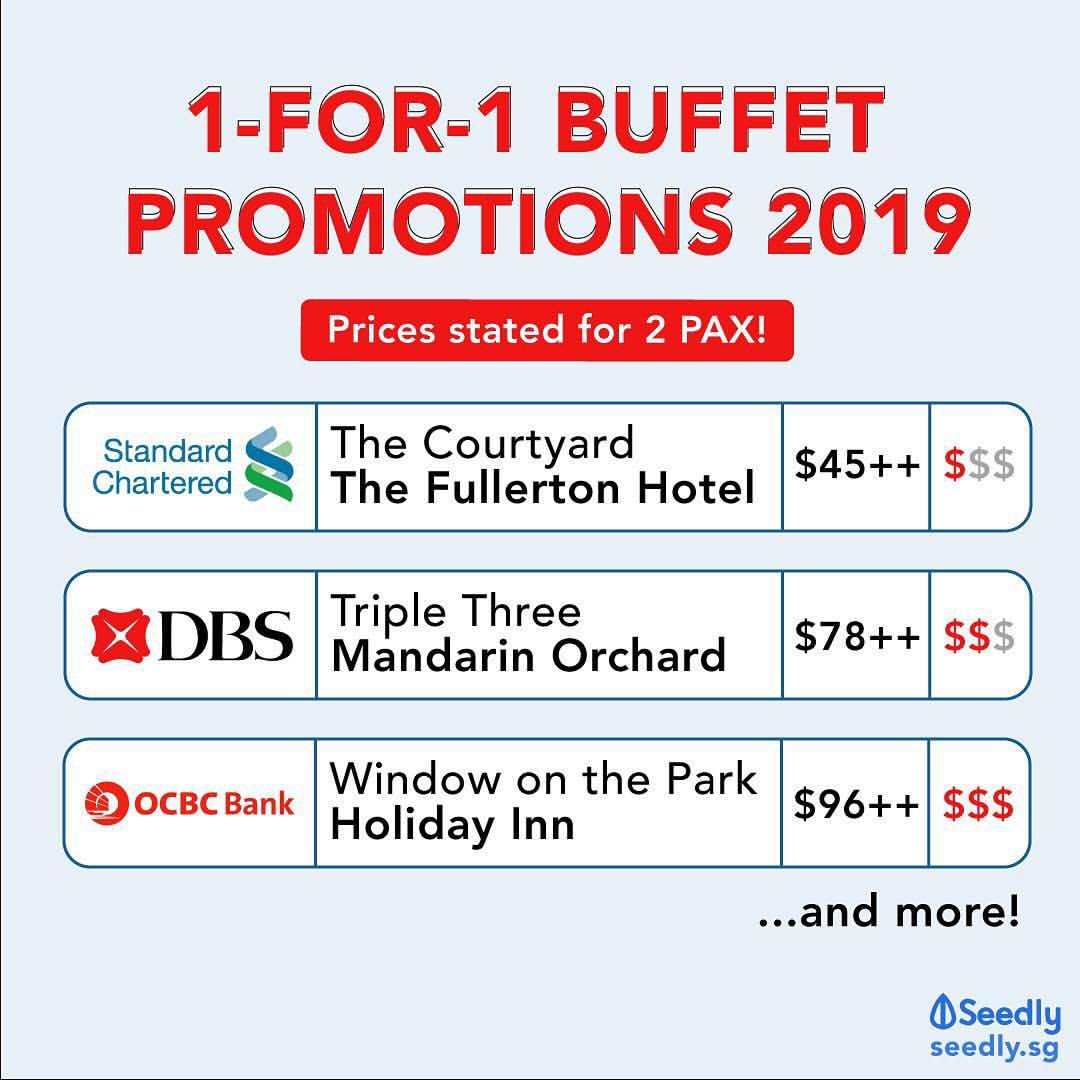 1-FOR-1 BUFFET
PROMOTIONS 2019
Prices stated for 2 PAX!
Standard
Chartered
The Courtyard
The Fullerton Hotel
$45++
$$$
DBS
Triple Three
Mandarin Orchard
$78++
$$$
OCBC Bank
Window on the Park
Holiday Inn
$96++
$$$
...and more!
Seedly
seedly.sg